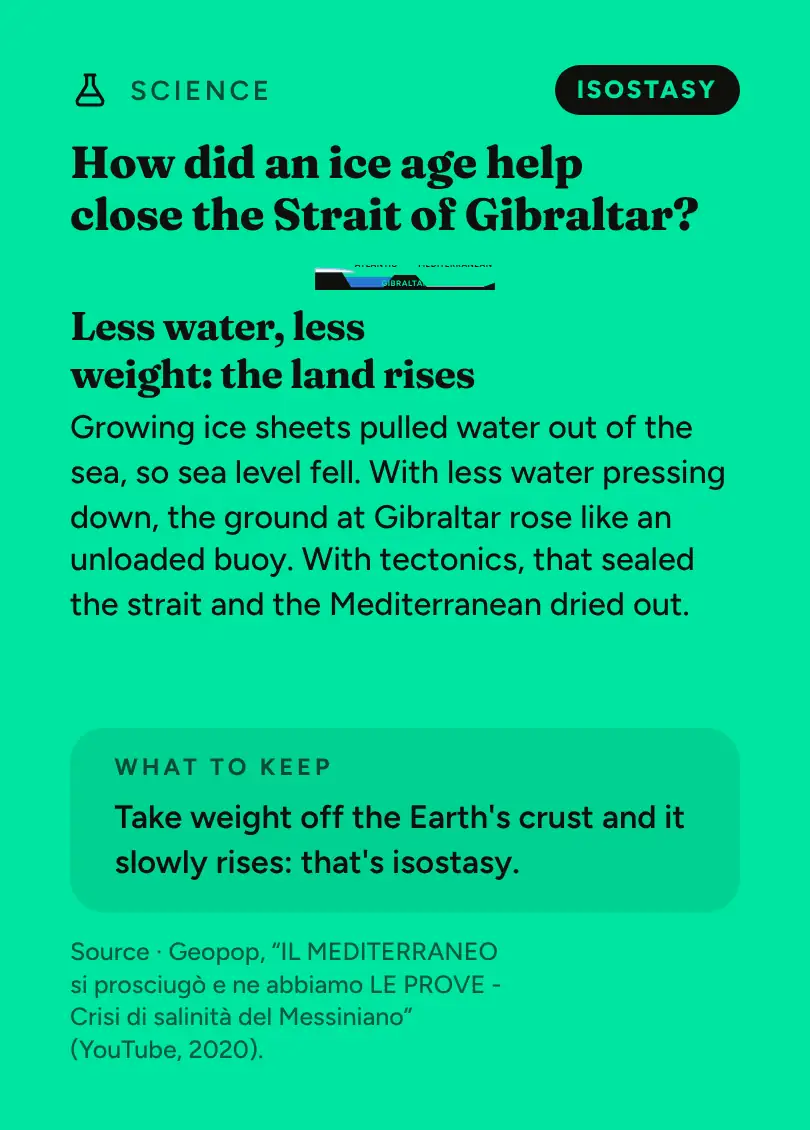 SCIENCE
ISOSTASY
How did an ice age help
close the Strait of Gibraltar?
ATLANTIC MEDITERRANEAN
GIBRALTA
Less water, less
weight: the land rises
Growing ice sheets pulled water out of the
sea, so sea level fell. With less water pressing
down, the ground at Gibraltar rose like an
unloaded buoy. With tectonics, that sealed
the strait and the Mediterranean dried out.
WHAT TO KEEP
Take weight off the Earth's crust and it
slowly rises: that's isostasy.
Source · Geopop, “IL MEDITERRANEO
si prosciugò e ne abbiamo LE PROVE -
Crisi di salinità del Messiniano”
(YouTube, 2020).